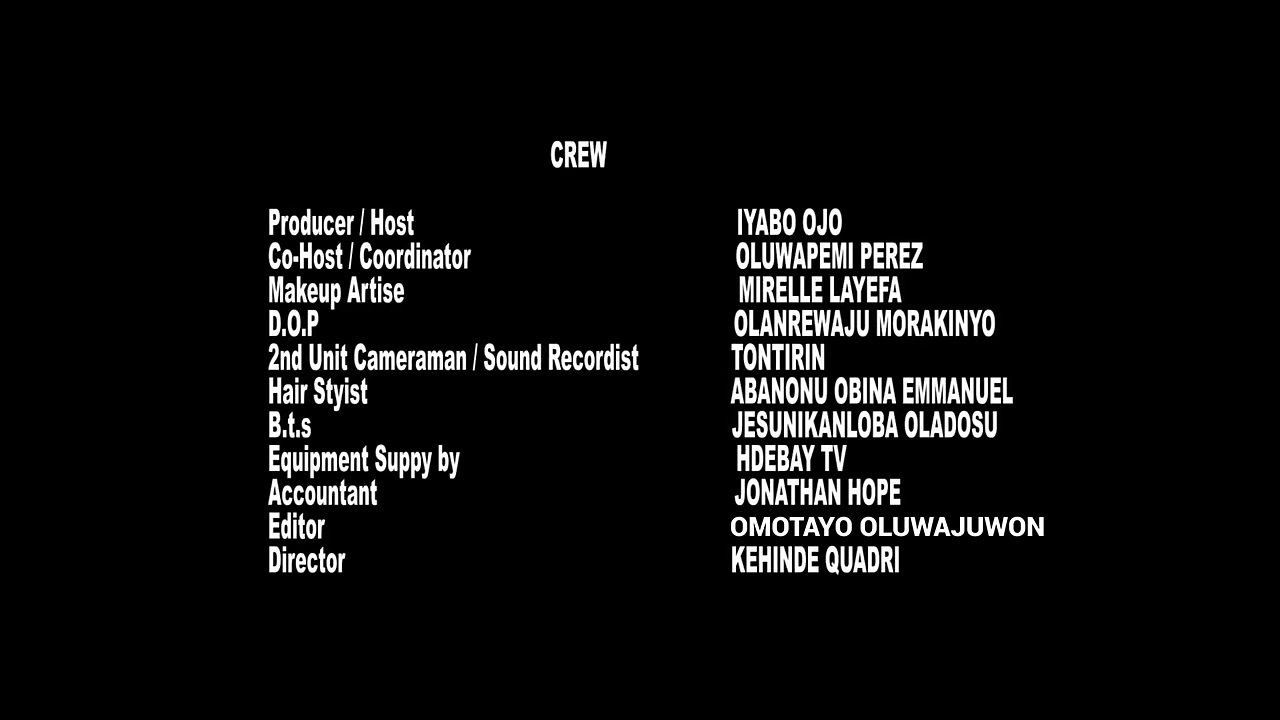 CREW
Producer / Host IYABO OJO
Co-Host / Coordinator OLUWAPEMI PEREZ
Makeup Artise MIRELLE LAYEFA
D.O.P OLANREWAJU MORAKINYO
2nd Unit Cameraman / Sound Recordist TONTIRIN
Hair Styist ABANONU OBINA EMMANUEL
B.t.s JESUNIKANLOBA OLADOSU
Equipment Suppy by HDEBAY TV
Accountant JONATHAN HOPE
Editor OMOTAYO OLUWAJUWON
Director KEHINDE QUADRI